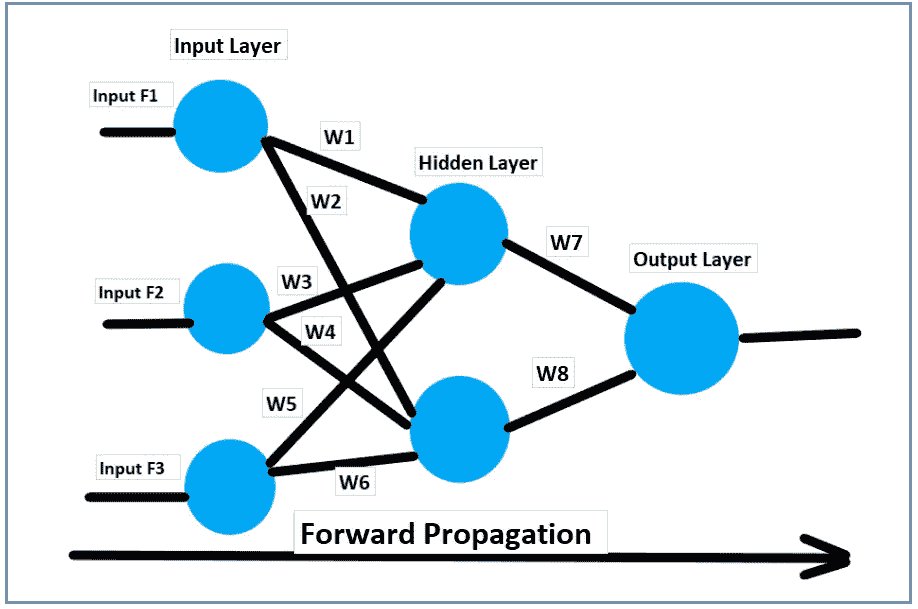 Input Layer
Input F1
W1
Hidden Layer
W2
W7
Output Layer
Input F2
W3
W4
W8
W5
Input F3
W6
Forward Propagation